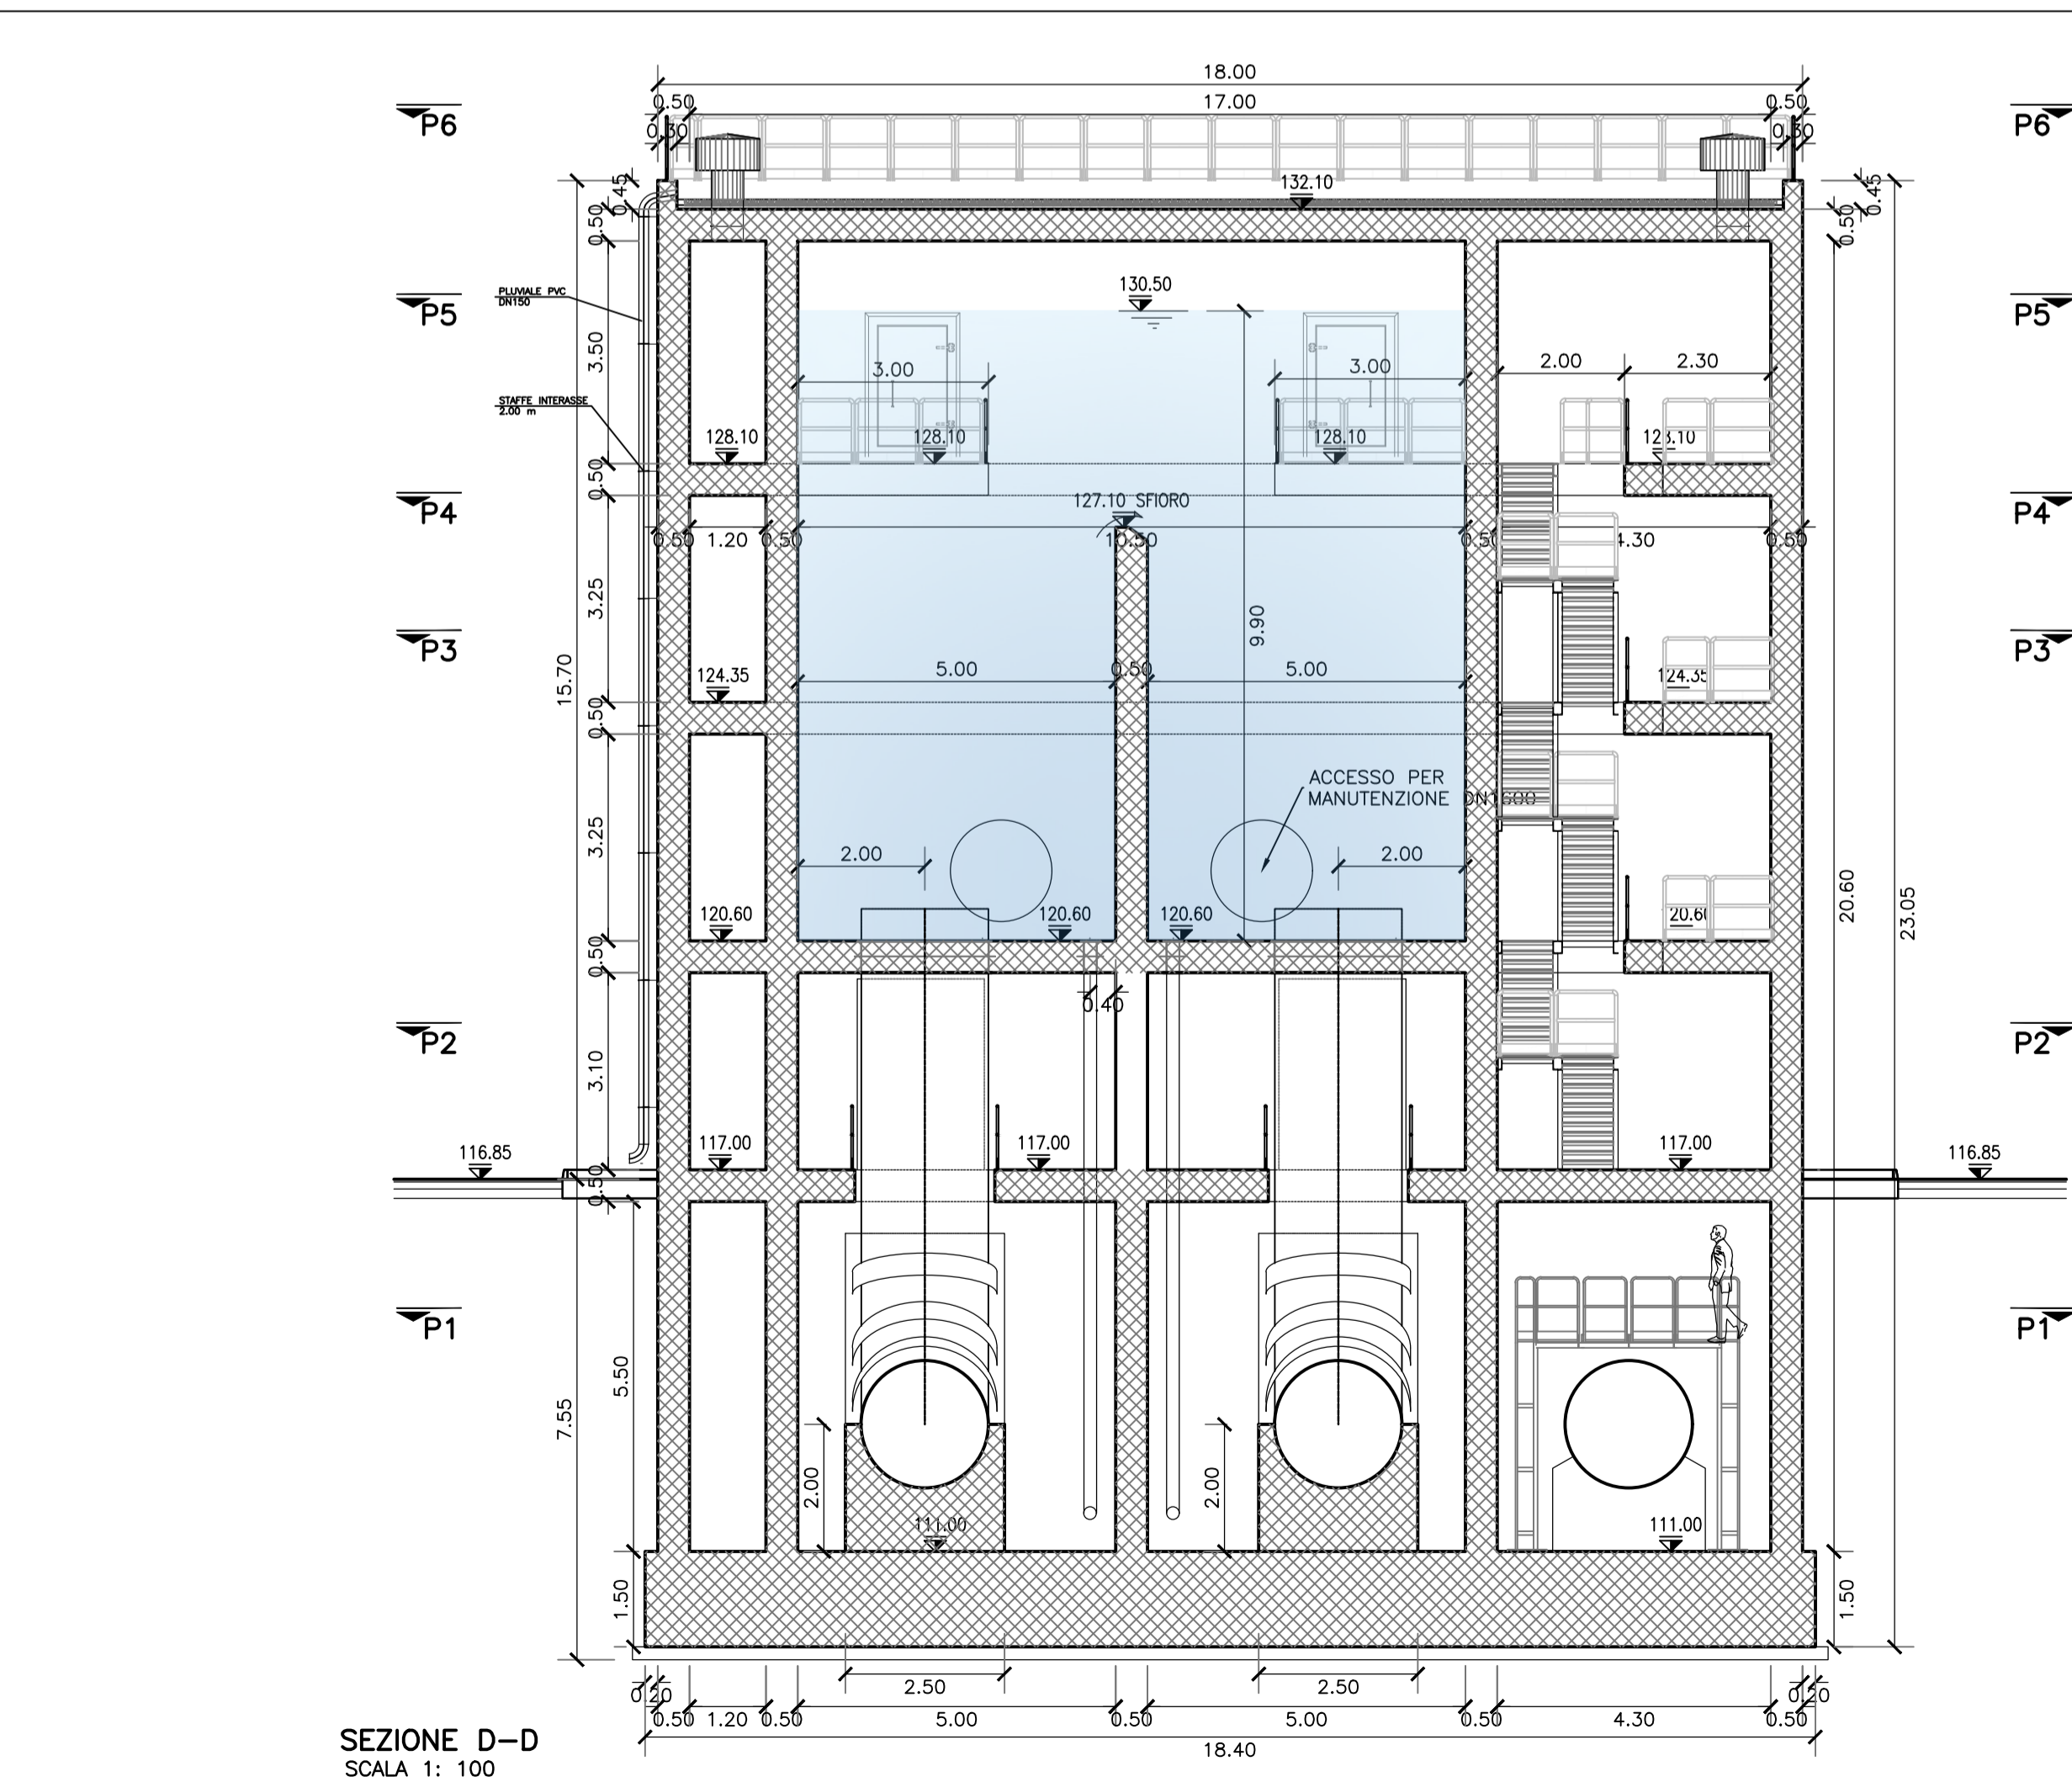 18.00
0.50 17.00 0.50
0.30 0.30
P6 P6
0.45 132.10 0.45
0.50 0.50
130.50
PLUVIALE PVC
DN150
P5 P5
3.50 3.00 3.00 2.00 2.30
STAFFE INTERASSE
2.00 m
128.10 128.10 128.10 128.10
0.50
127.10 SFIORO
P4 P4
0.50 1.20 0.50 10.50 0.50 4.30 0.50
3.25
9.90
P3 P3
15.70 124.35 5.00 0.50 5.00 124.35
0.50
ACCESSO PER
MANUTENZIONE DN1600
3.25 2.00 2.00
20.60 23.05
120.60 120.60 120.60 120.60
0.50
0.40
P2 P2
3.10
116.85 117.00 117.00 117.00 116.85
0.50
P1 P1
5.50
7.55
2.00 2.00
111.00 111.00
1.50 1.50
2.50 2.50
0.20 0.20
0.50 1.20 0.50 5.00 0.50 5.00 0.50 4.30 0.50
18.40
SEZIONE D-D
SCALA 1: 100